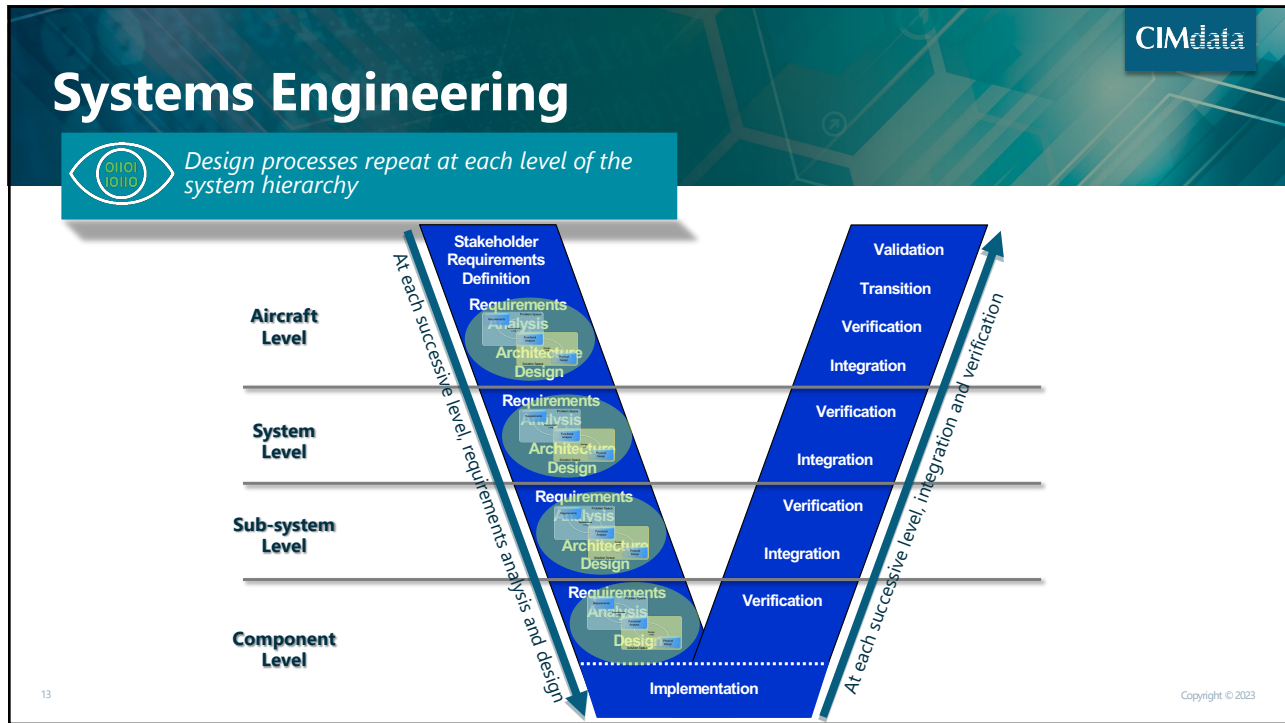 CIMdata
Systems Engineering
01101
10110
Design processes repeat at each level of the
system hierarchy
At each successive level, requirements analysis and design
Stakeholder
Requirements
Definition
Requirements
Analysis
Architecture
Design
Aircraft
Level
Validation
Transition
Verification
Integration
At each successive level, integration and verification
System
Level
Requirements
Analysis
Architecture
Design
Verification
Integration
Sub-system
Level
Requirements
Analysis
Architecture
Design
Verification
Integration
Component
Level
Requirements
Analysis
Design
Verification
Implementation
13
Copyright © 2023